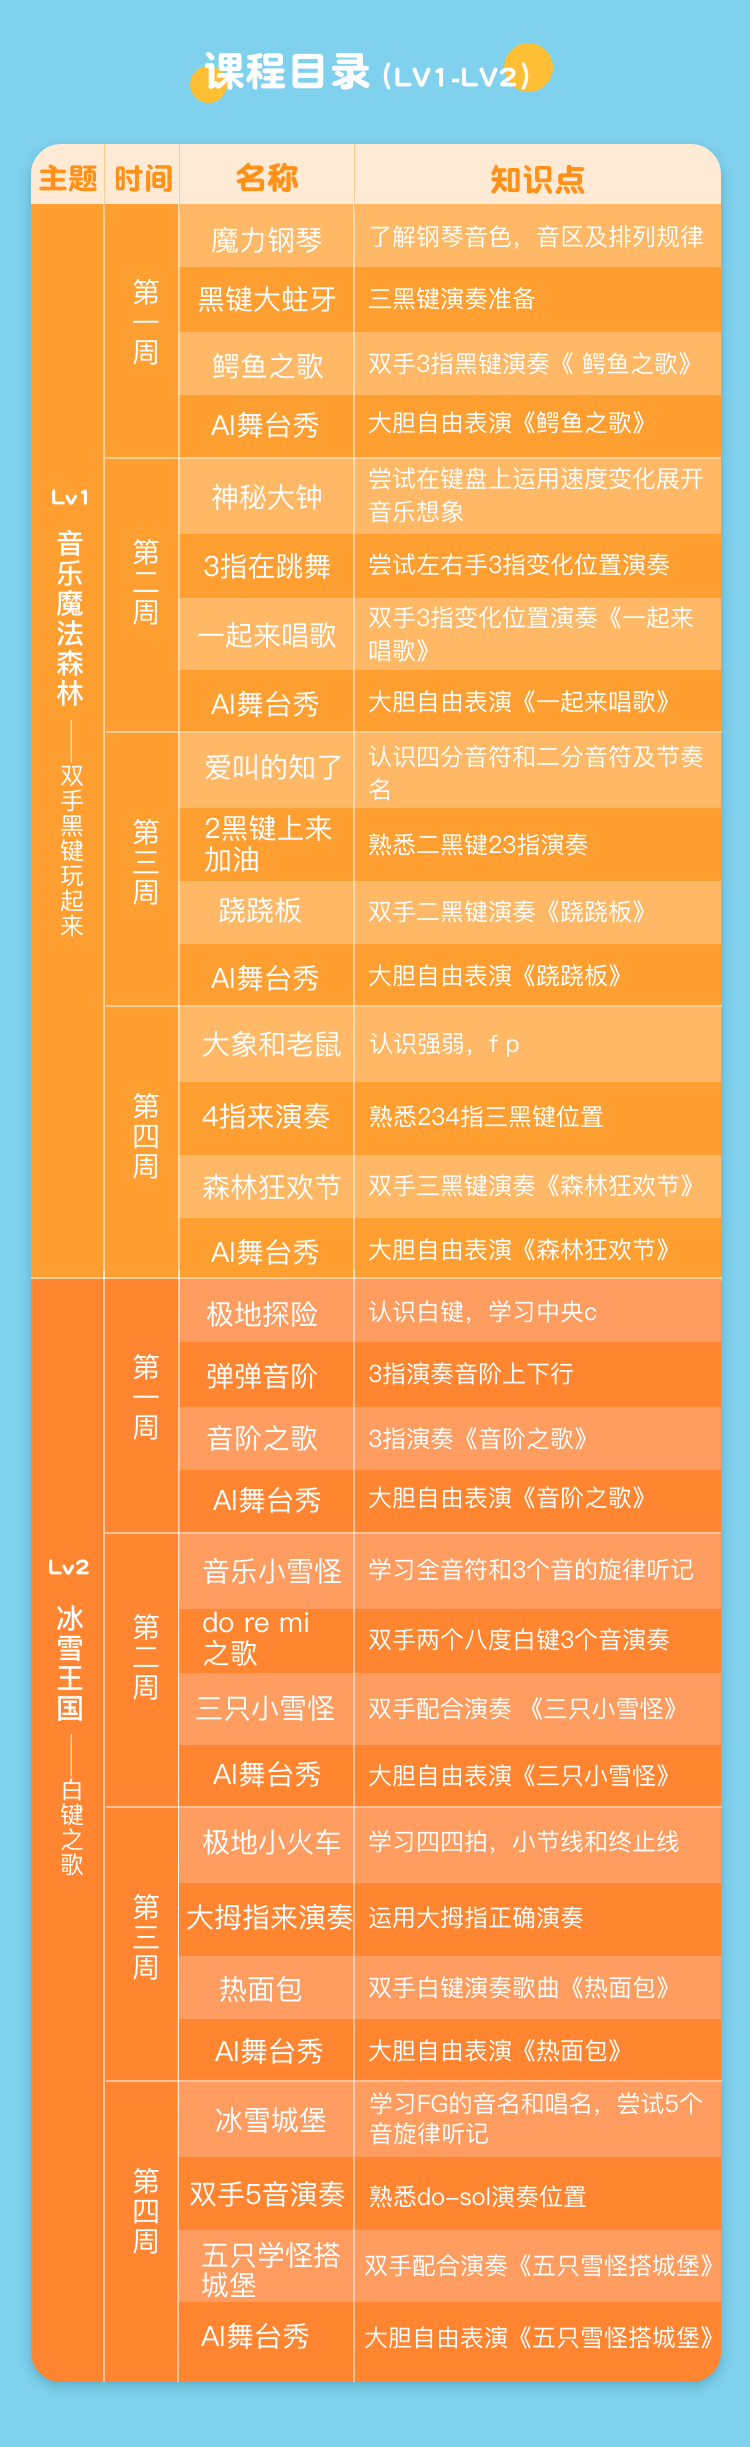 课程目录 (LV1-LV2)
主题 时间 名称 知识点
Lv1
音乐魔法森林
——双手黑键玩起来
第一周
魔力钢琴 了解钢琴音色，音区及排列规律
黑键大蛀牙 三黑键演奏准备
鳄鱼之歌 双手3指黑键演奏《 鳄鱼之歌》
AI舞台秀 大胆自由表演《鳄鱼之歌》
第二周
神秘大钟 尝试在键盘上运用速度变化展开
音乐想象
3指在跳舞 尝试左右手3指变化位置演奏
一起来唱歌 双手3指变化位置演奏《一起来
唱歌》
AI舞台秀 大胆自由表演《一起来唱歌》
第三周
爱叫的知了 认识四分音符和二分音符及节奏
名
2黑键上来
加油 熟悉二黑键23指演奏
跷跷板 双手二黑键演奏《跷跷板》
AI舞台秀 大胆自由表演《跷跷板》
第四周
大象和老鼠 认识强弱，f p
4指来演奏 熟悉234指三黑键位置
森林狂欢节 双手三黑键演奏《森林狂欢节》
AI舞台秀 大胆自由表演《森林狂欢节》
Lv2
冰雪王国
——白键之歌
第一周
极地探险 认识白键，学习中央c
弹弹音阶 3指演奏音阶上下行
音阶之歌 3指演奏《音阶之歌》
AI舞台秀 大胆自由表演《音阶之歌》
第二周
音乐小雪怪 学习全音符和3个音的旋律听记
do re mi
之歌 双手两个八度白键3个音演奏
三只小雪怪 双手配合演奏 《三只小雪怪》
AI舞台秀 大胆自由表演《三只小雪怪》
第三周
极地小火车 学习四四拍，小节线和终止线
大拇指来演奏 运用大拇指正确演奏
热面包 双手白键演奏歌曲《热面包》
AI舞台秀 大胆自由表演《热面包》
第四周
冰雪城堡 学习FG的音名和唱名，尝试5个
音旋律听记
双手5音演奏 熟悉do-sol演奏位置
五只学怪搭
城堡 双手配合演奏《五只雪怪搭城堡》
AI舞台秀 大胆自由表演《五只雪怪搭城堡》